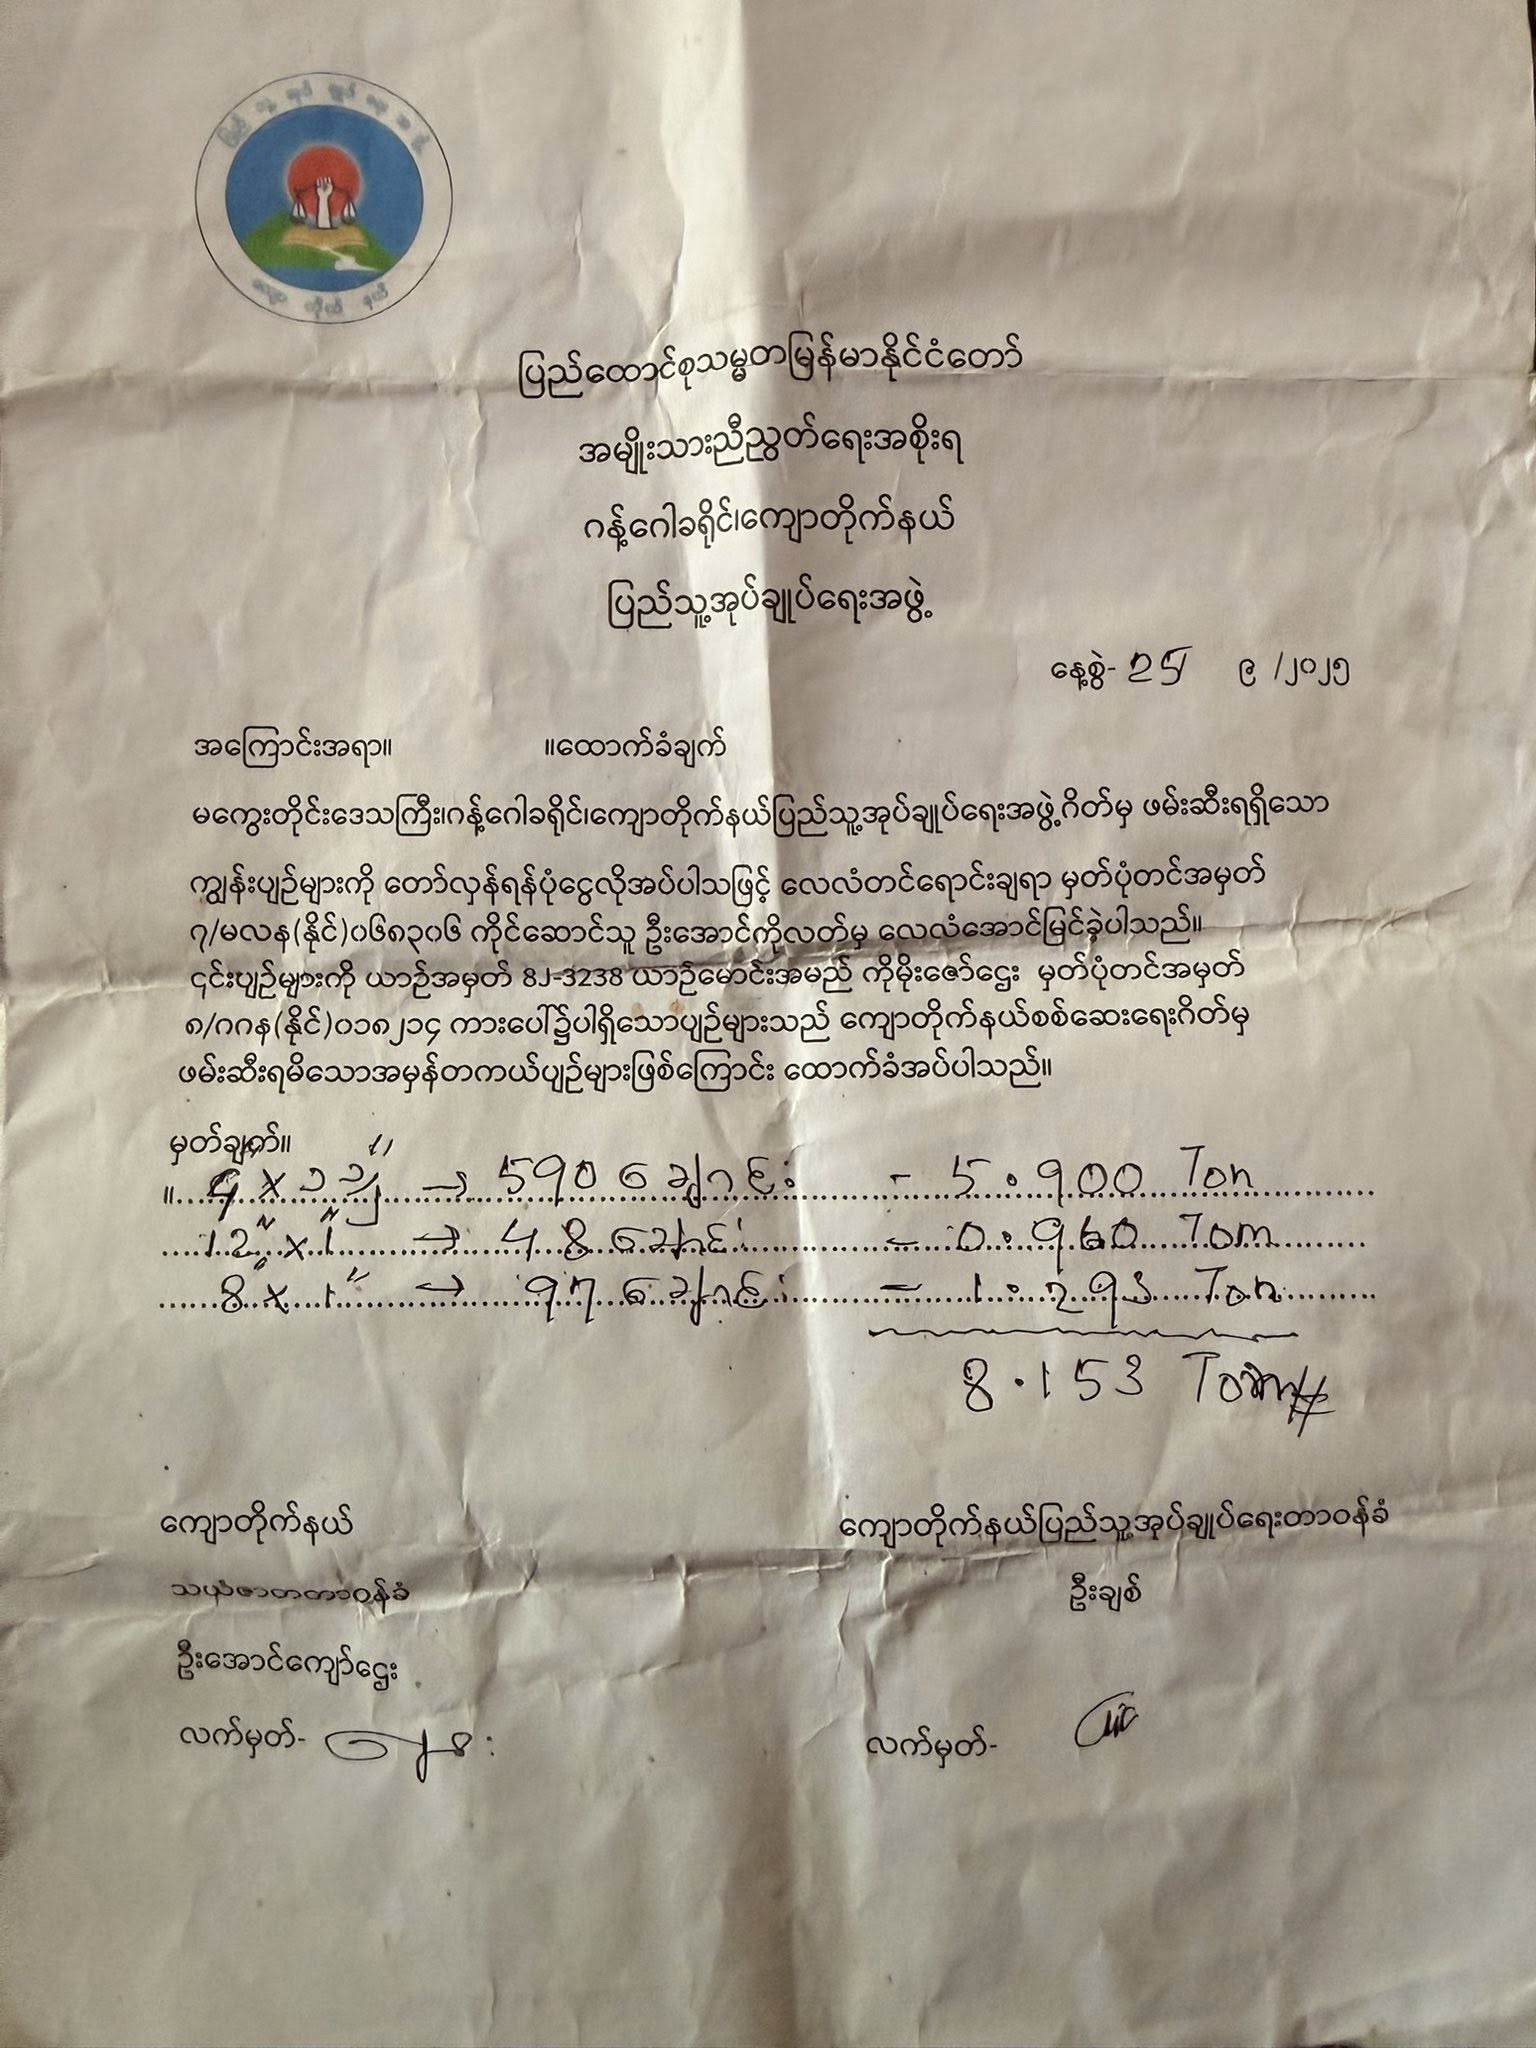 ပြည်ထောင်စုသမ္မတမြန်မာနိုင်ငံတော်
အမျိုးသားညီညွတ်ရေးအစိုးရ
ဂန့်ဂေါခရိုင်၊ကျောတိုက်နယ်
ပြည်သူ့အုပ်ချုပ်ရေးအဖွဲ့
နေ့စွဲ- 25 ၉ /၂၀၂၅
အကြောင်းအရာ။ ။ထောက်ခံချက်
မကွေးတိုင်းဒေသကြီး၊ဂန့်ဂေါခရိုင်၊ကျောတိုက်နယ်ပြည်သူ့အုပ်ချုပ်ရေးအဖွဲ့ဂိတ်မှ ဖမ်းဆီးရရှိသော
ကျွန်းပျဉ်များကို တော်လှန်ရန်ပုံငွေလိုအပ်ပါသဖြင့် လေလံတင်ရောင်းချရာ မှတ်ပုံတင်အမှတ်
၇/မလန(နိုင်)၀၆၈၃၀၆ ကိုင်ဆောင်သူ ဦးအောင်ကိုလတ်မှ လေလံအောင်မြင်ခဲ့ပါသည်။
၎င်းပျဉ်များကို ယာဉ်အမှတ် 8J-3238 ယာဉ်မောင်းအမည် ကိုမိုးဇော်ဌေး မှတ်ပုံတင်အမှတ်
၈/ဂဂန(နိုင်)၀၁၈၂၁၄ ကားပေါ်၌ပါရှိသောပျဉ်များသည် ကျောတိုက်နယ်စစ်ဆေးရေးဂိတ်မှ
ဖမ်းဆီးရမိသောအမှန်တကယ်ပျဉ်များဖြစ်ကြောင်း ထောက်ခံအပ်ပါသည်။
မှတ်ချက်။
။ → 590 ချောင်း - 5.900 Ton
12" x 1" → 48 ချောင်း - 0.960 Tom
8 x 1" → 97 ချောင်း - 1.293 Ton
8.153 Ton
ကျောတိုက်နယ် ကျောတိုက်နယ်ပြည်သူ့အုပ်ချုပ်ရေးတာဝန်ခံ
သယံဇာတတာဝန်ခံ ဦးချစ်
ဦးအောင်ကျော်ဌေး
လက်မှတ်- လက်မှတ်-